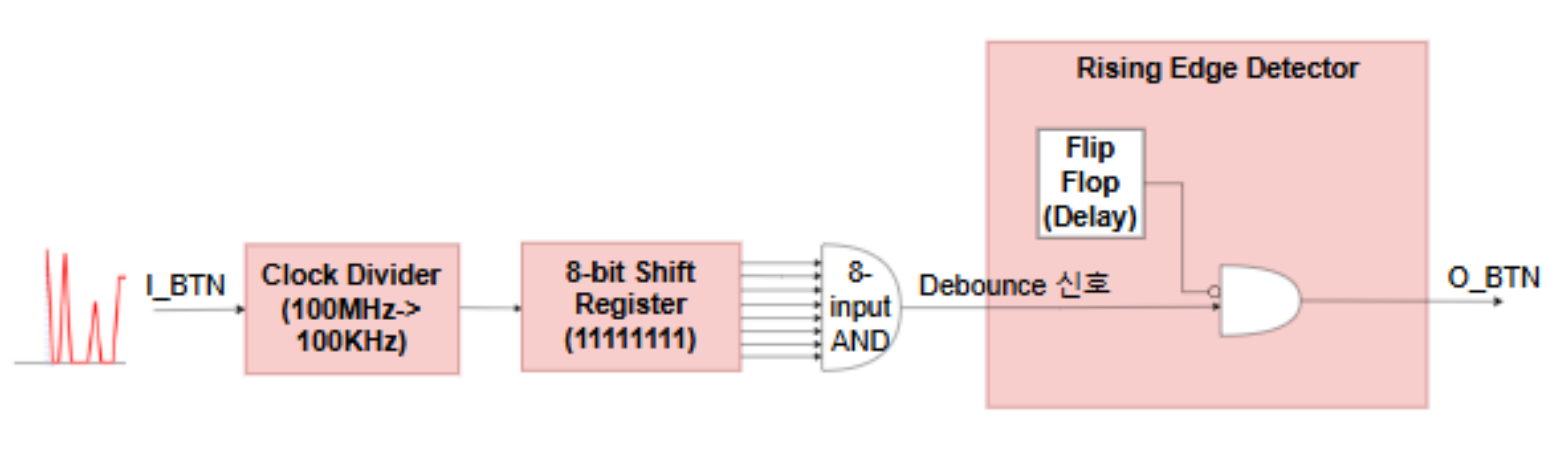 Rising Edge Detector
Flip
Flop
(Delay)
I_BTN
Clock Divider
(100MHz->
100KHz)
8-bit Shift
Register
(11111111)
8-
input
AND
Debounce 신호
O_BTN